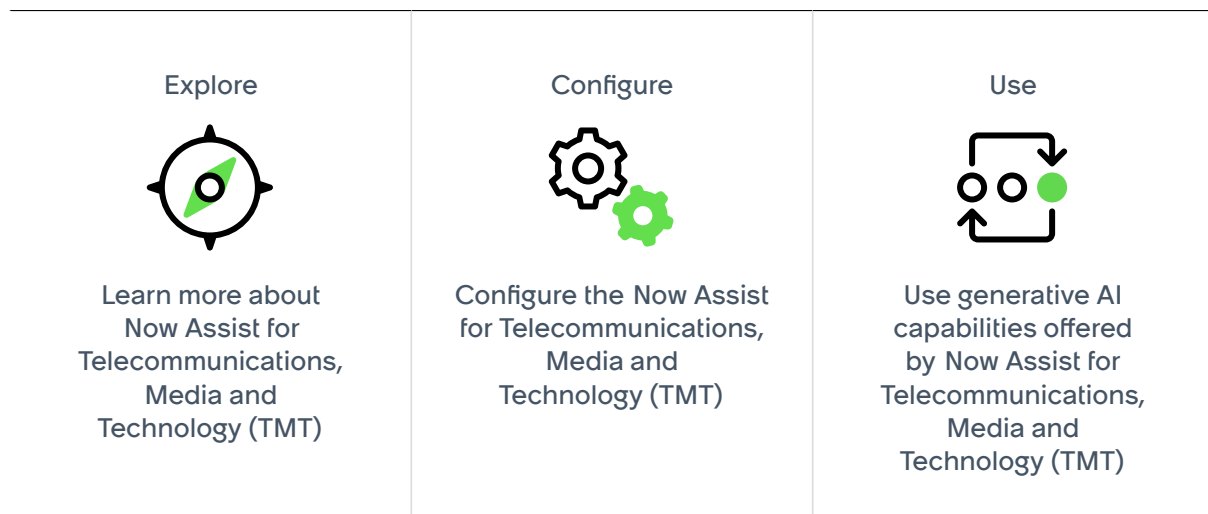 Explore
Learn more about
Now Assist for
Telecommunications,
Media and
Technology (TMT)
Configure
Configure the Now Assist
for Telecommunications,
Media and
Technology (TMT)
Use
Use generative AI
capabilities offered
by Now Assist for
Telecommunications,
Media and
Technology (TMT)